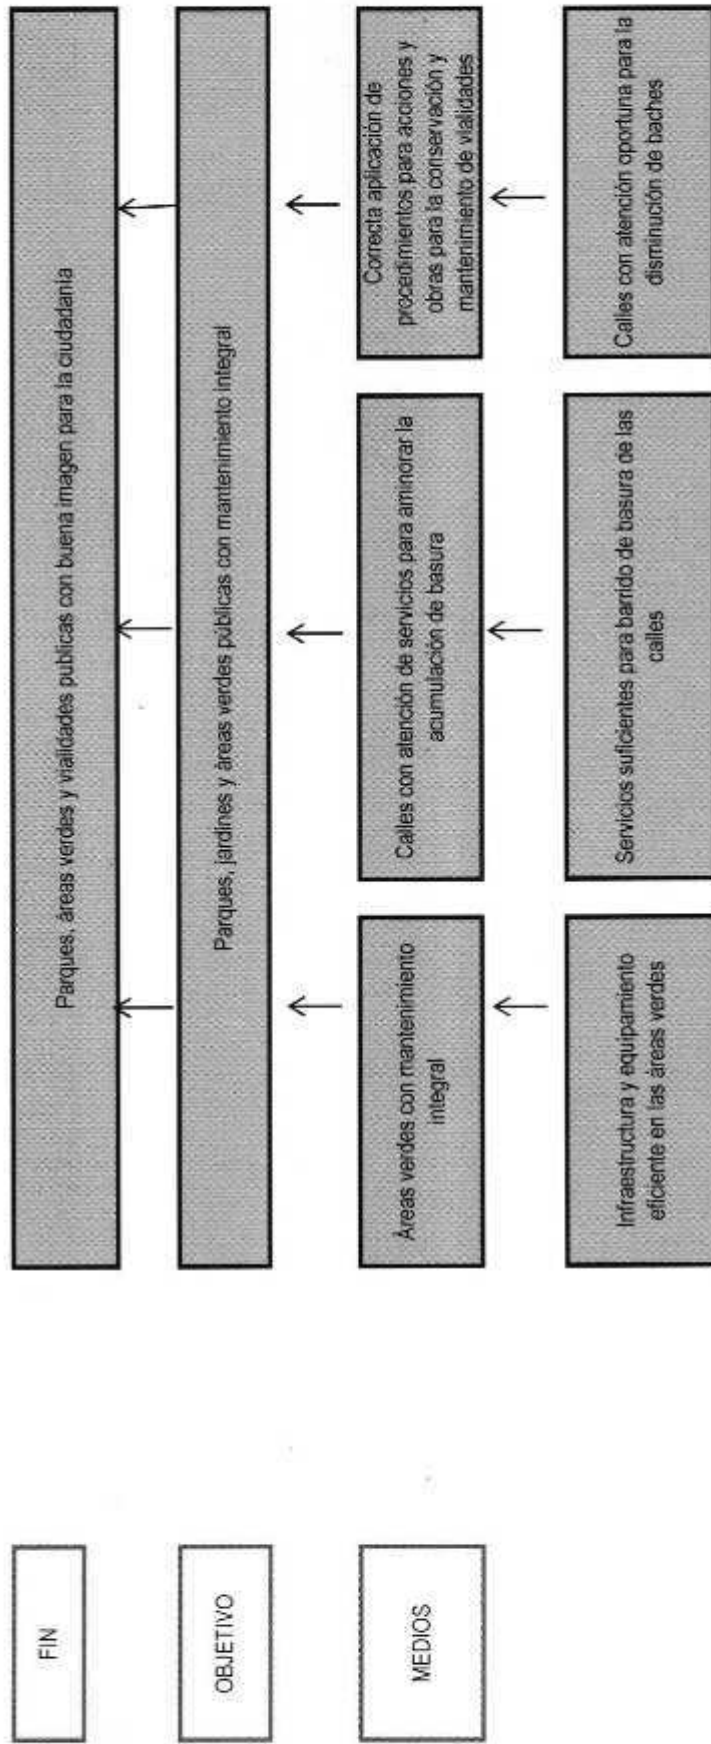 FIN
Parques, áreas verdes y vialidades publicas con buena imagen para la ciudadanía
OBJETIVO
Parques, jardines y áreas verdes públicas con mantenimiento integral
MEDIOS
Áreas verdes con mantenimiento
integral
Calles con atención de servicios para aminorar la
acumulación de basura
Correcta aplicación de
procedimientos para acciones y
obras para la conservación y
mantenimiento de vialidades
Infraestructura y equipamiento
eficiente en las áreas verdes
Servicios suficientes para barrido de basura de las
calles
Calles con atención oportuna para la
disminución de baches